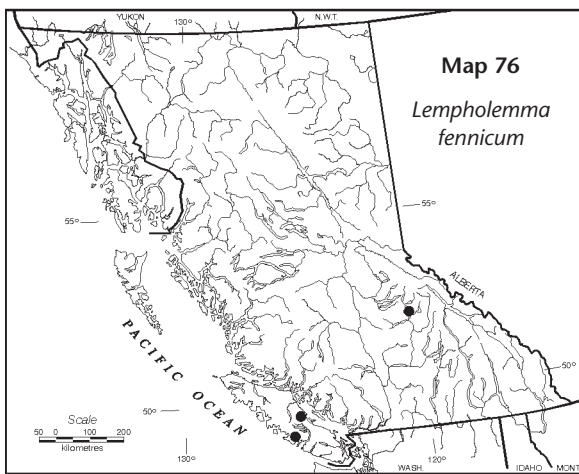 YUKON
130°
N.W.T.
Map 76
Lempholemma
fennicum
55°
55°
ALBERTA
PACIFIC OCEAN
50°
50°
Scale
50 0 100 200
kilometres
130°
120°
WASH.
IDAHO
MONT